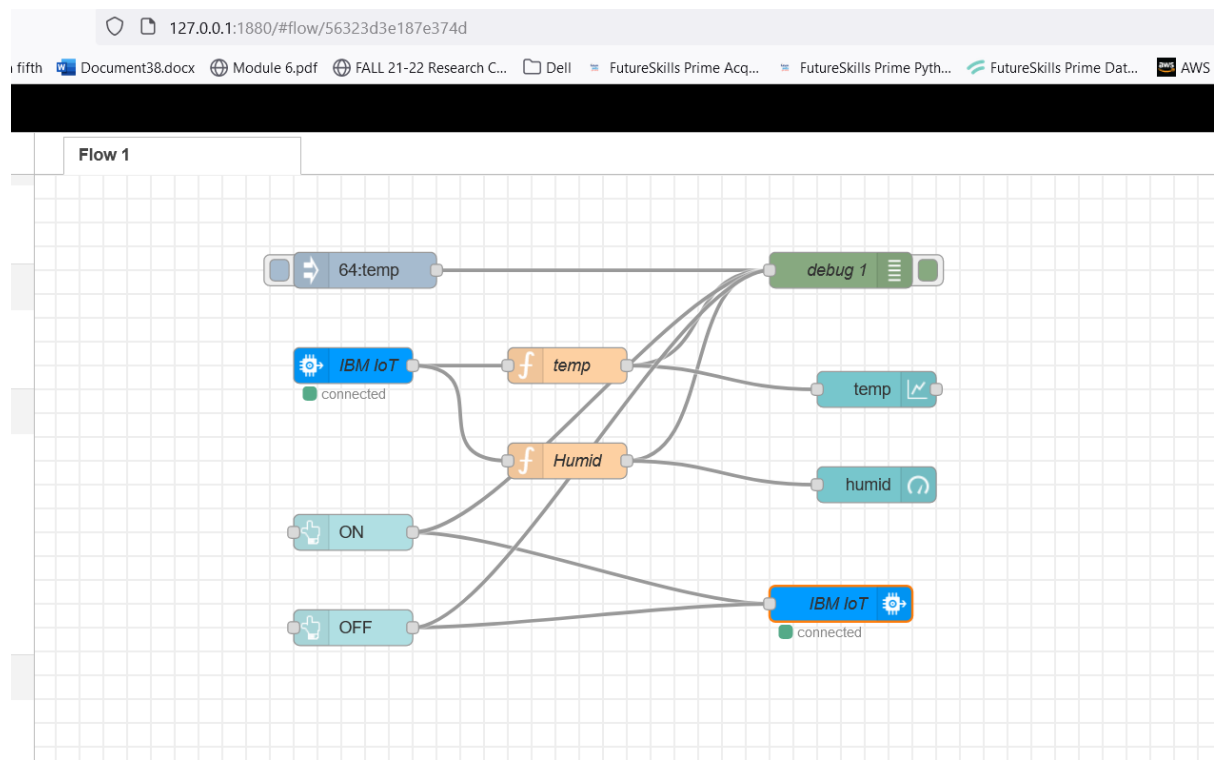 127.0.0.1:1880/#flow/56323d3e187e374d
fifth Document38.docx Module 6.pdf FALL 21-22 Research C... Dell FutureSkills Prime Acq... FutureSkills Prime Pyth... FutureSkills Prime Dat... aws AWS
Flow 1
64:temp debug 1
IBM IoT temp
connected temp
Humid
humid
ON
IBM IoT
OFF connected